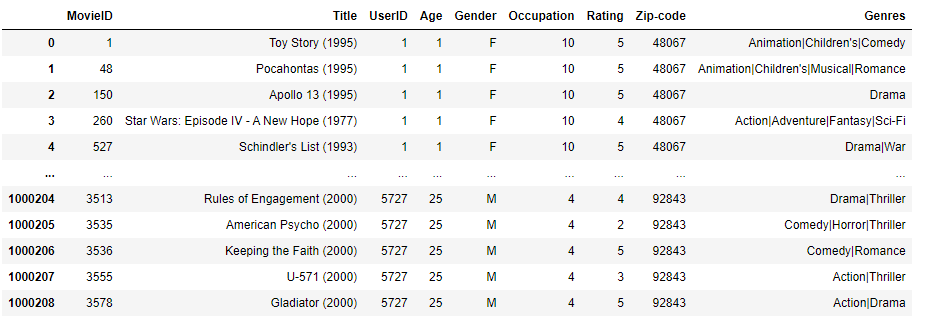 MovieID Title UserID Age Gender Occupation Rating Zip-code Genres
0 1 Toy Story (1995) 1 1 F 10 5 48067 Animation|Children's|Comedy
1 48 Pocahontas (1995) 1 1 F 10 5 48067 Animation|Children's|Musical|Romance
2 150 Apollo 13 (1995) 1 1 F 10 5 48067 Drama
3 260 Star Wars: Episode IV - A New Hope (1977) 1 1 F 10 4 48067 Action|Adventure|Fantasy|Sci-Fi
4 527 Schindler's List (1993) 1 1 F 10 5 48067 Drama|War
... ... ... ... ... ... ... ... ... ...
1000204 3513 Rules of Engagement (2000) 5727 25 M 4 4 92843 Drama|Thriller
1000205 3535 American Psycho (2000) 5727 25 M 4 2 92843 Comedy|Horror|Thriller
1000206 3536 Keeping the Faith (2000) 5727 25 M 4 5 92843 Comedy|Romance
1000207 3555 U-571 (2000) 5727 25 M 4 3 92843 Action|Thriller
1000208 3578 Gladiator (2000) 5727 25 M 4 5 92843 Action|Drama